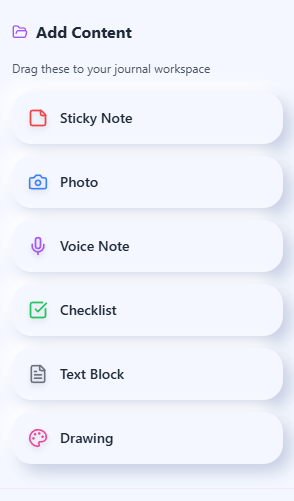 Add Content
Drag these to your journal workspace
Sticky Note
Photo
Voice Note
Checklist
Text Block
Drawing